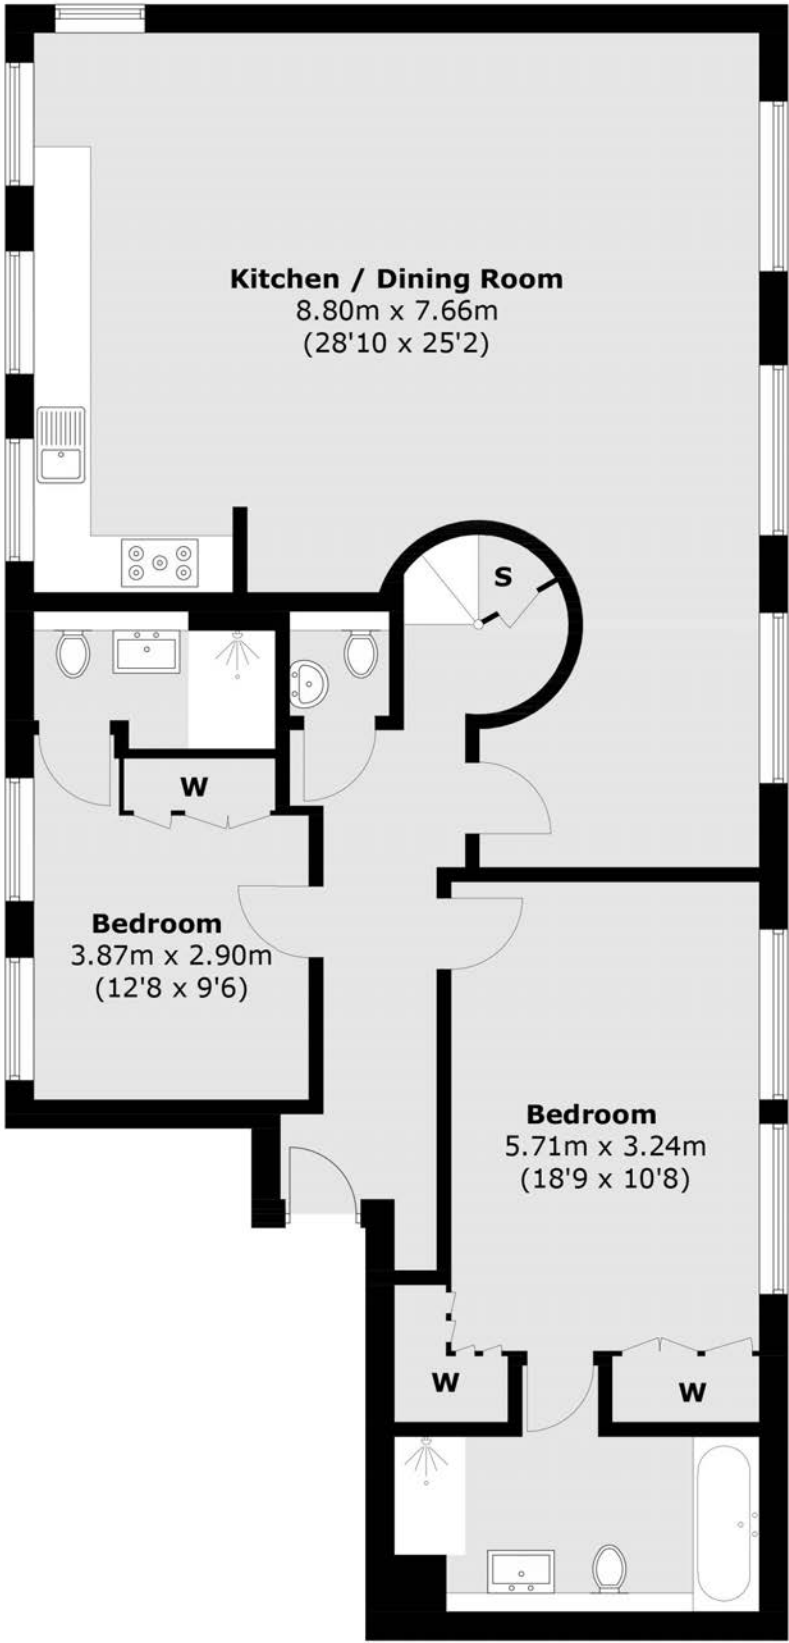 Kitchen / Dining Room
8.80m x 7.66m
(28'10 x 25'2)
S
W
Bedroom
3.87m x 2.90m
(12'8 x 9'6)
Bedroom
5.71m x 3.24m
(18'9 x 10'8)
W
W